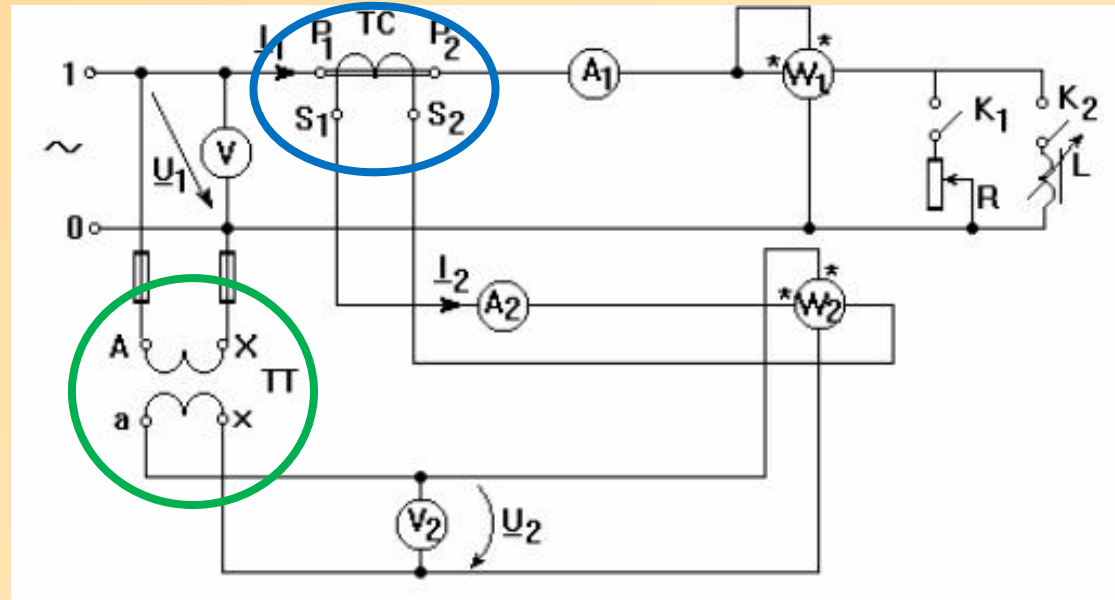 I1 P1 TC P2
1
A1
* *
W1
S1 S2
K1 K2
~
U1
V
R L
0
I2
A2
* *
W2
A X
TT
a x
V2
U2